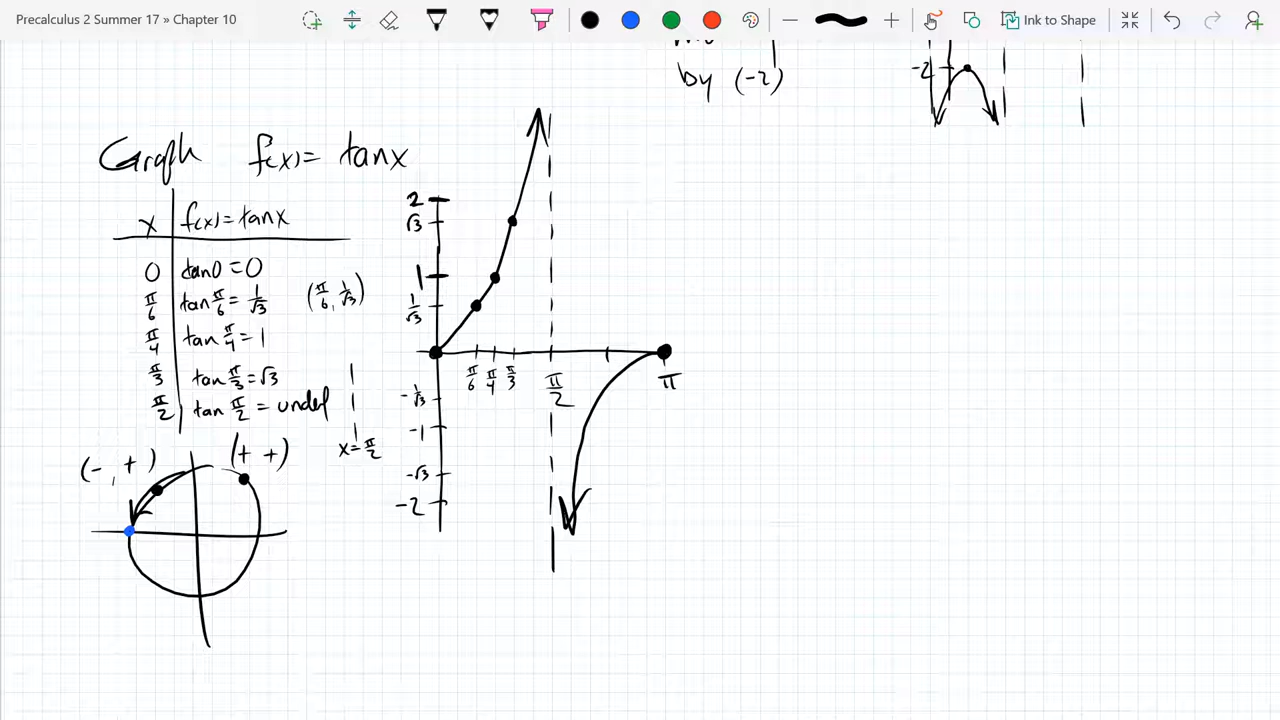 Precalculus 2 Summer 17 » Chapter 10
Ink to Shape
by (-2)
-2
Graph f(x) = tanx
x f(x) = tanx
0 tan0 = 0
π/6 tan π/6 = 1/√3 (π/6, 1/√3)
π/4 tan π/4 = 1
π/3 tan π/3 = √3
π/2 tan π/2 = undef
x = π/2
(-, +) (+ +)
2
√3
1
1/√3
π/6 π/4 π/3 π/2 π
-1/√3
-1
-√3
-2